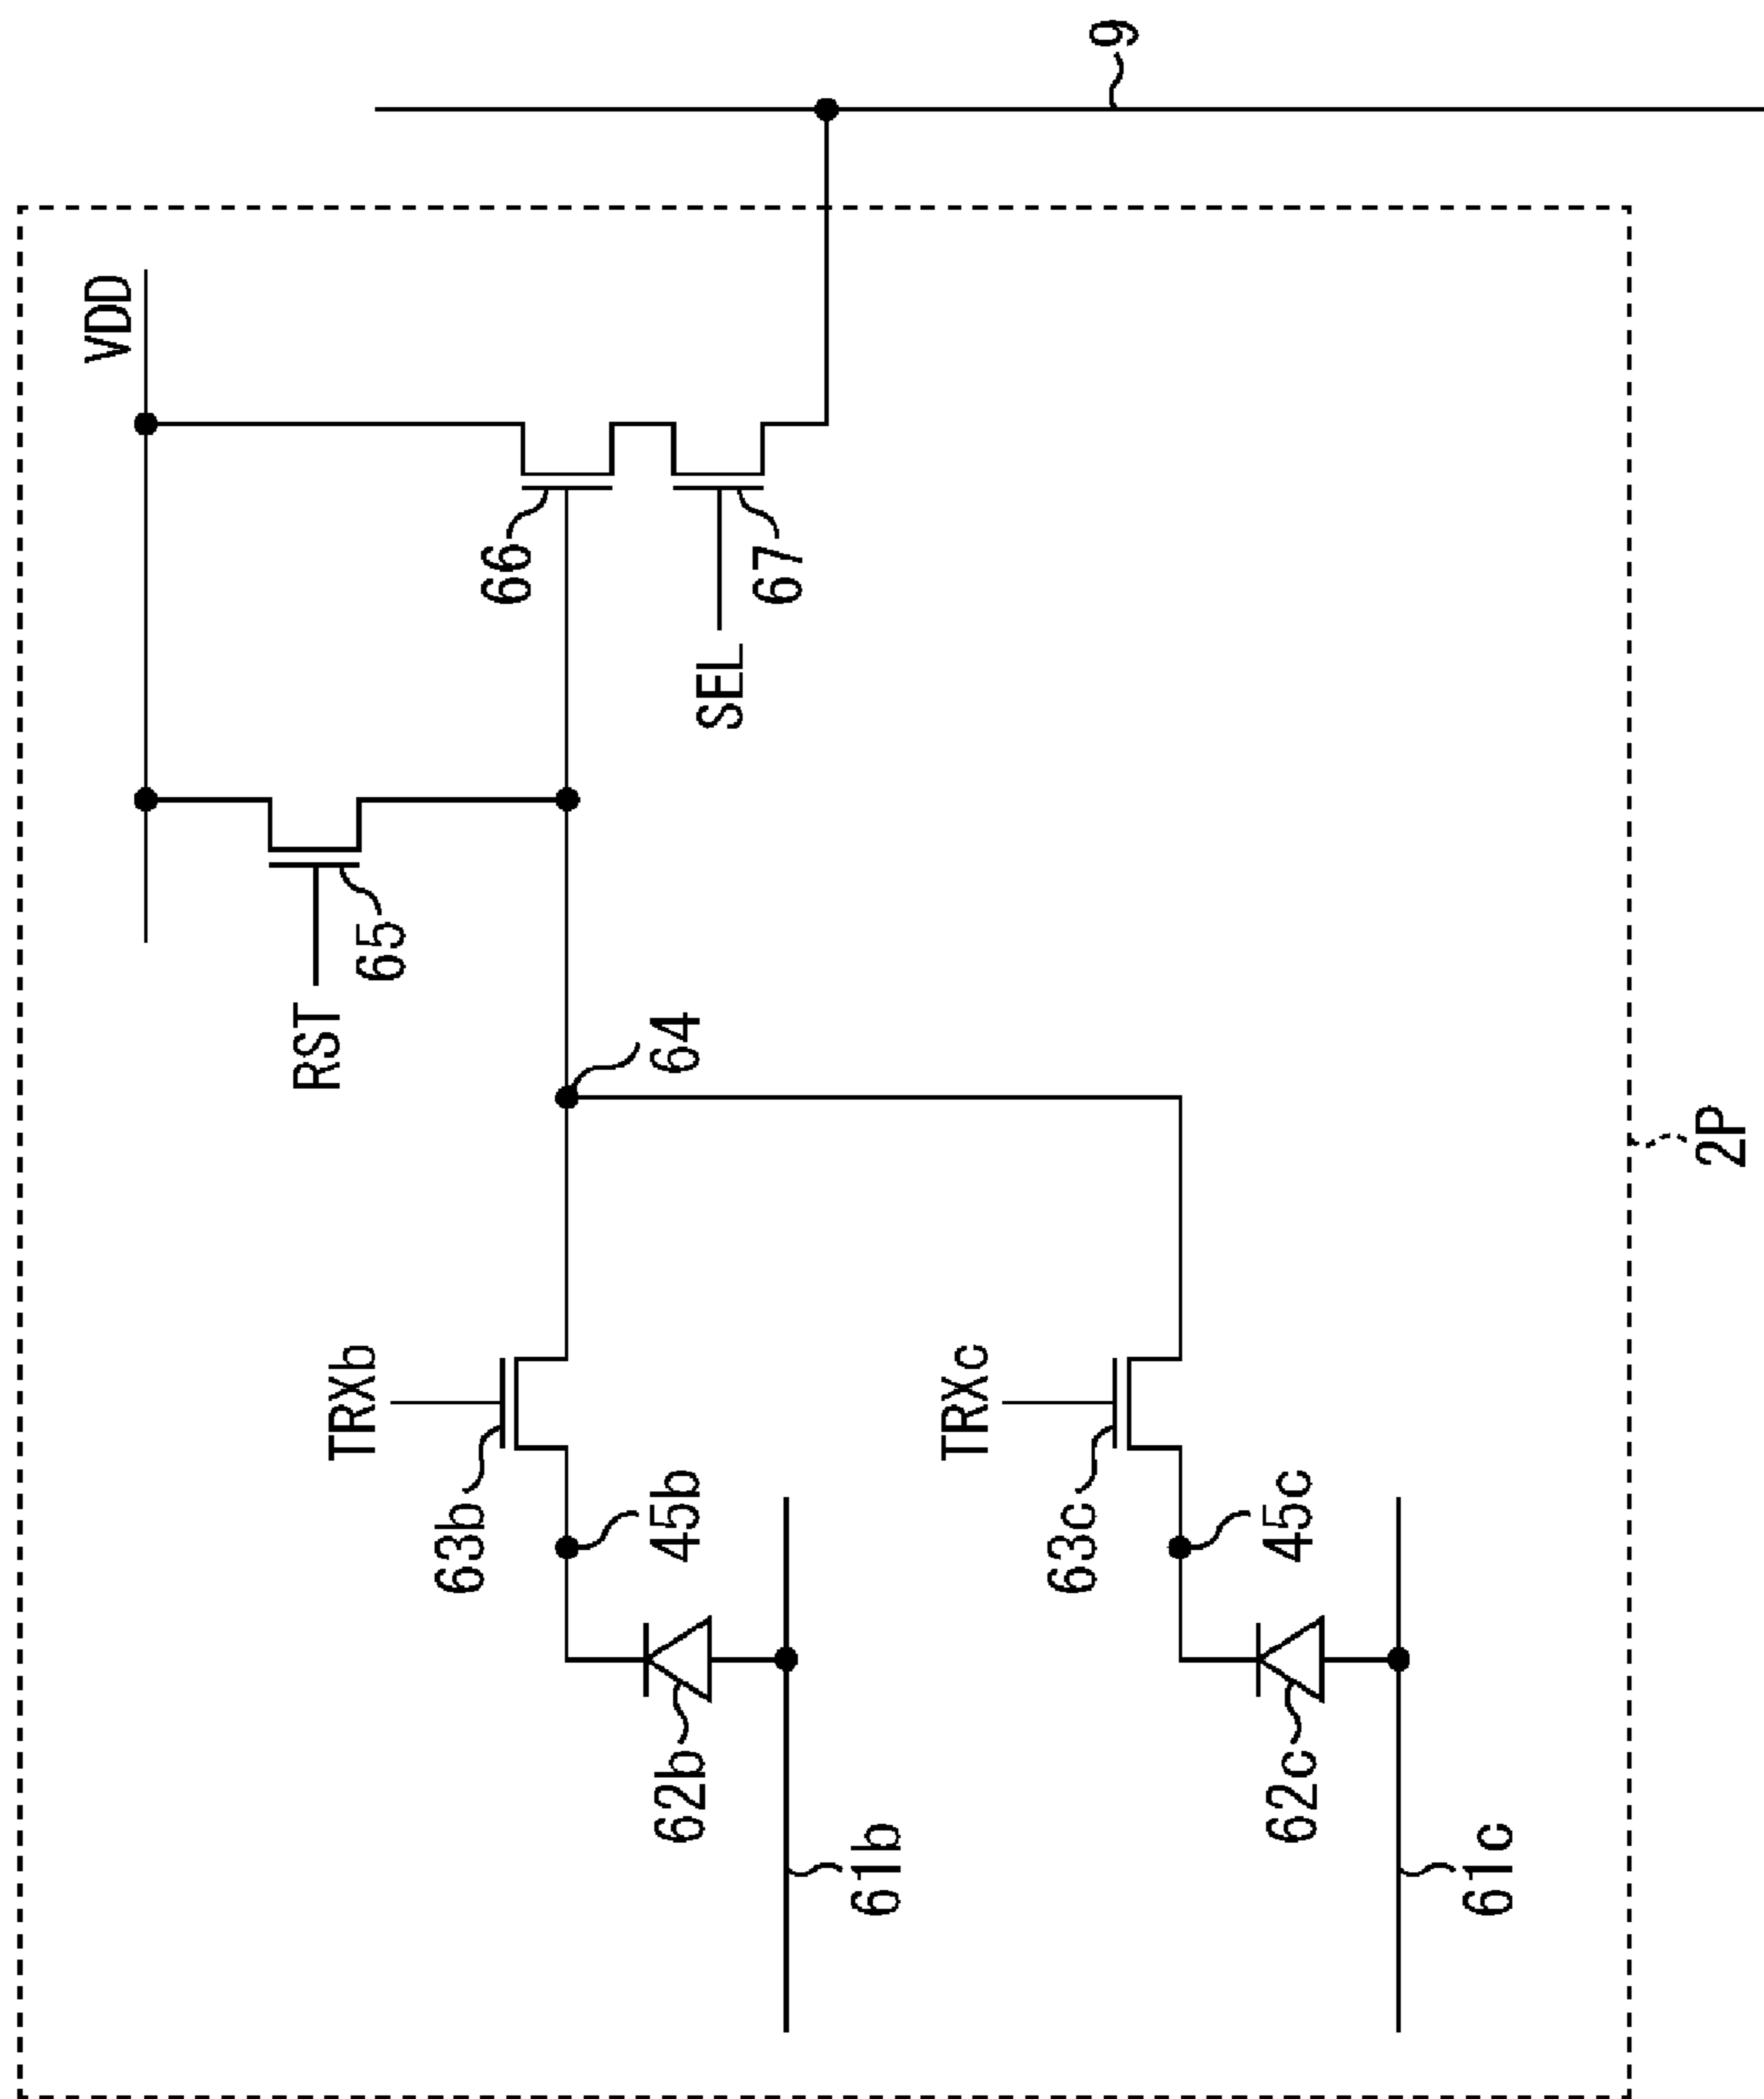 9
VDD
66
67
SEL
65
RST
64
2P
TRXb
TRXc
63b
45b
63c
45c
62b
61b
62c
61c